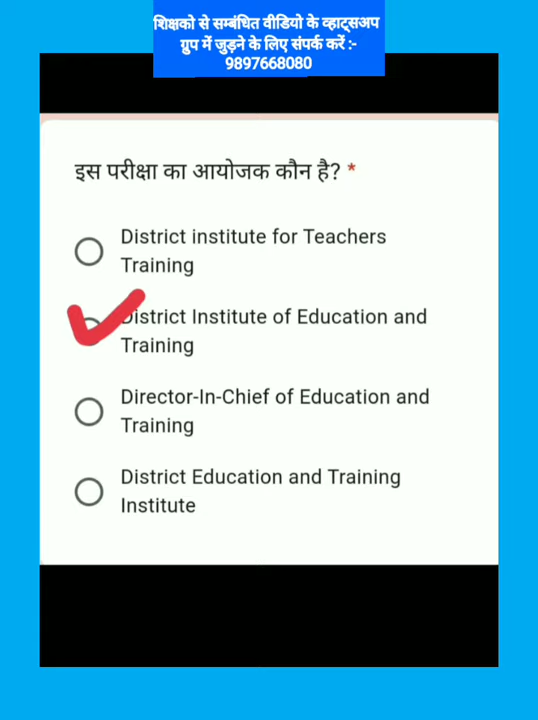 शिक्षको से सम्बंधित वीडियो के व्हाट्सअप
ग्रुप में जुड़ने के लिए संपर्क करें :-
9897668080
इस परीक्षा का आयोजक कौन है? *
District institute for Teachers
Training
District Institute of Education and
Training
Director-In-Chief of Education and
Training
District Education and Training
Institute